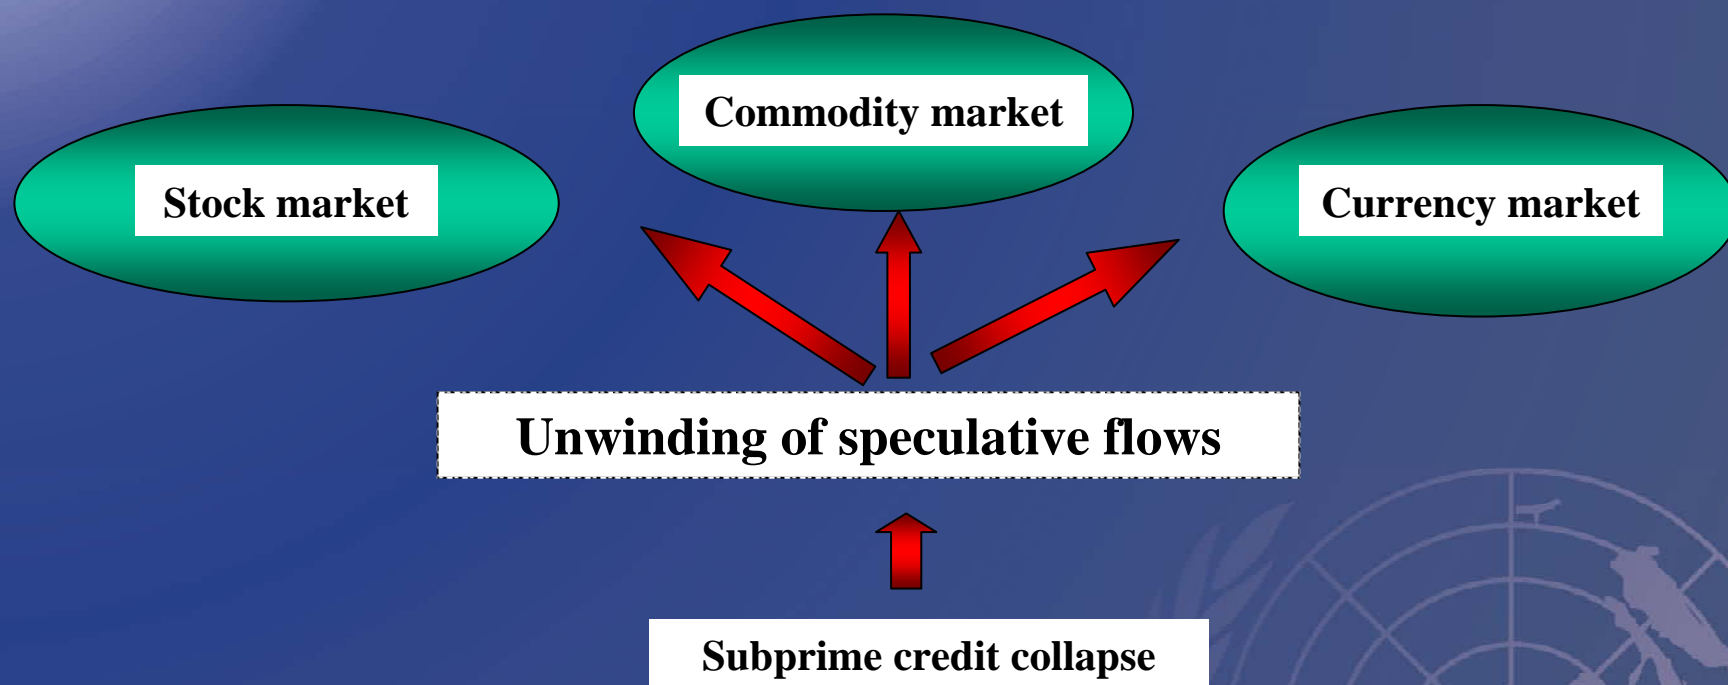 Commodity market
Stock market
Currency market
Unwinding of speculative flows
Subprime credit collapse